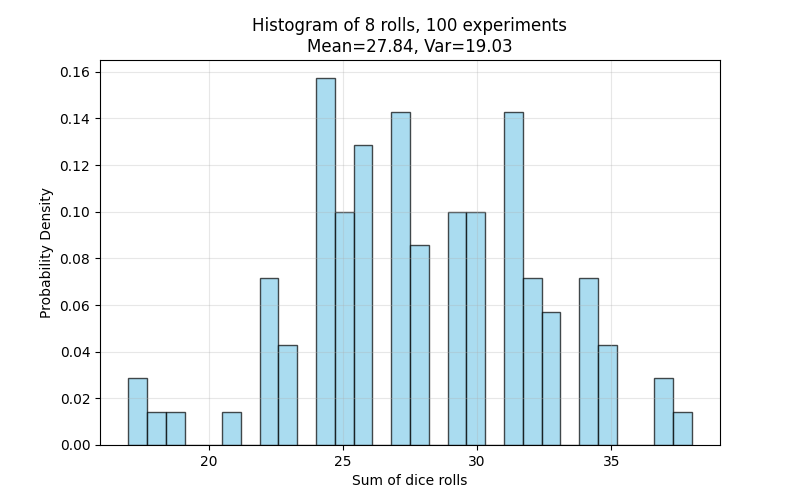 Histogram of 8 rolls, 100 experiments
Mean=27.84, Var=19.03
0.16
0.14
0.12
0.10
0.08
0.06
0.04
0.02
0.00
Probability Density
20 25 30 35
Sum of dice rolls